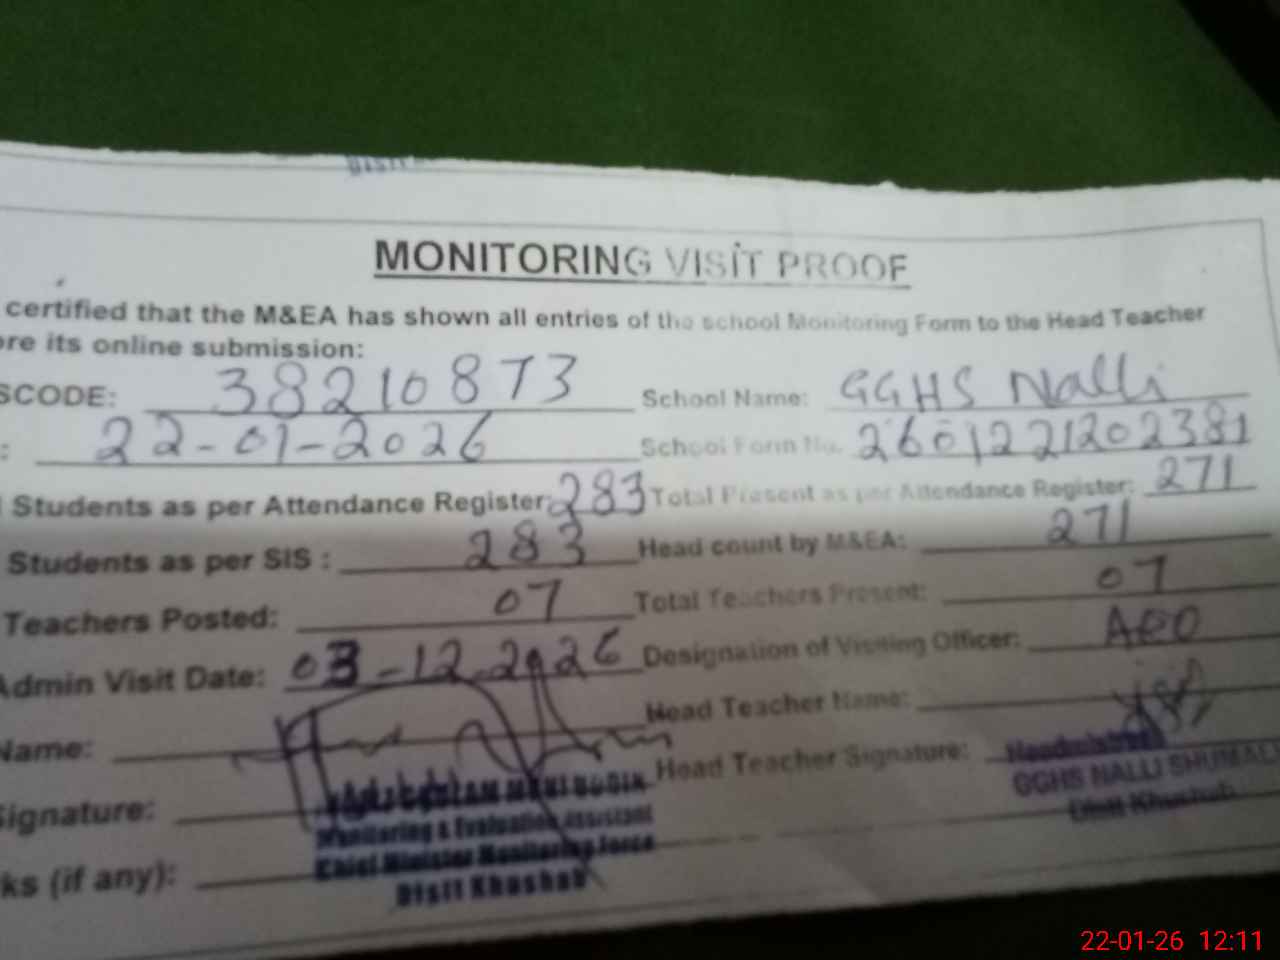 MONITORING VISIT PROOF
certified that the M&EA has shown all entries of the school Monitoring Form to the Head Teacher
ore its online submission:
SCODE: 38210873 School Name: GGHS Nalli
: 22-01-2026 School Form No. 2601221202381
Students as per Attendance Register: 283 Total Present as per Attendance Register: 271
Students as per SIS : 283 Head count by M&EA: 271
Teachers Posted: 07 Total Teachers Present: 07
Admin Visit Date: 03-12-2026 Designation of Visiting Officer: AEO
Name: Head Teacher Name:
Signature: Head Teacher Signature:
Headmistress
GGHS NALLI SHUMALI
Distt Khushab
Monitoring & Evaluation Assistant
Chief Minister Monitoring Force
Distt Khushab
ks (if any):
22-01-26 12:11